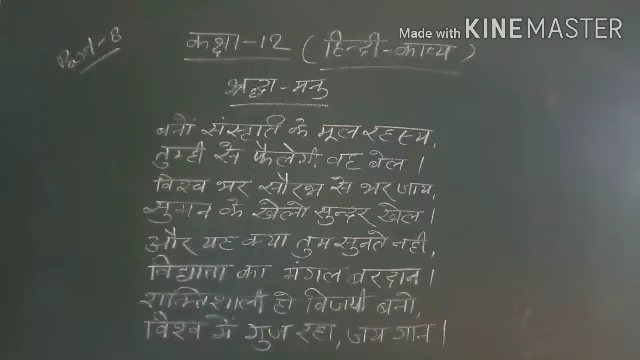 Made with KINEMASTER
Part-8
कक्षा-12 (हिन्दी-काव्य)
श्रद्धा-मनु
बनों संसृति के मूल रहस्य,
तुम्ही से फैलेगी वह बेल।
विश्व भर सौरभ से भर जाय,
सुमन के खेलो सुन्दर खेल।
और यह क्या तुम सुनते नही,
विधाता का मंगल बरदान।
शक्तिशाली हो विजयी बनो,
विश्व में गूज रहा, जय गान।